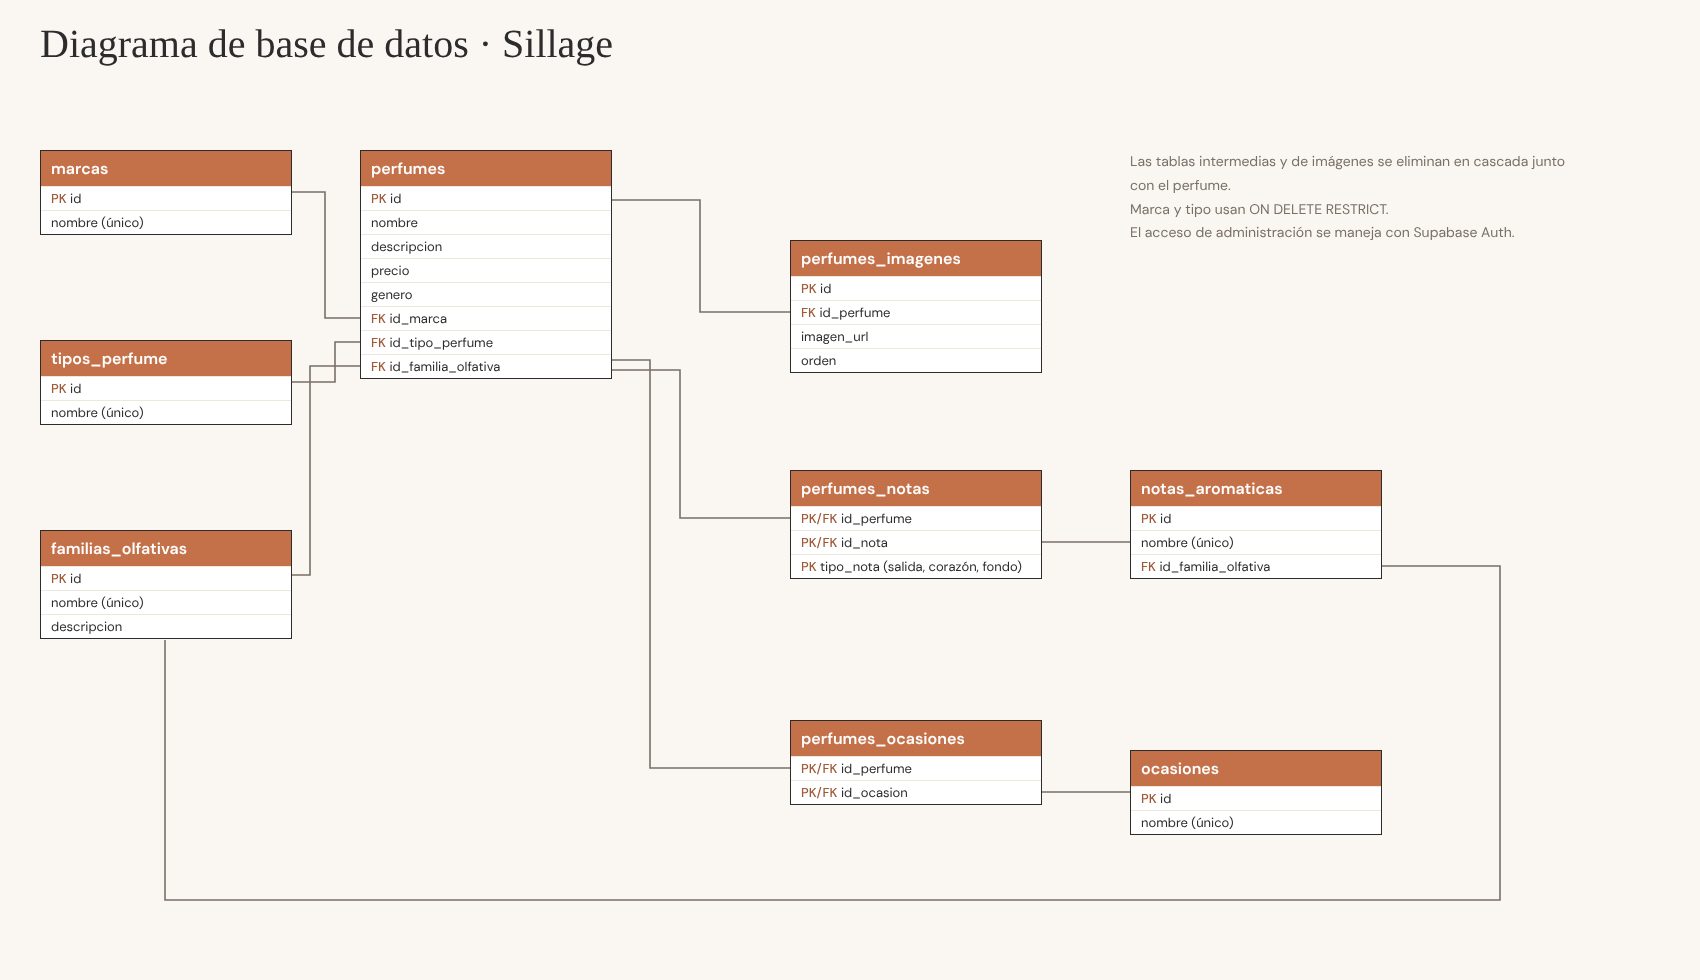 Diagrama de base de datos · Sillage
marcas
PK id
nombre (único)
perfumes
PK id
nombre
descripcion
precio
genero
FK id_marca
FK id_tipo_perfume
FK id_familia_olfativa
Las tablas intermedias y de imágenes se eliminan en cascada junto
con el perfume.
Marca y tipo usan ON DELETE RESTRICT.
El acceso de administración se maneja con Supabase Auth.
perfumes_imagenes
PK id
FK id_perfume
imagen_url
orden
tipos_perfume
PK id
nombre (único)
familias_olfativas
PK id
nombre (único)
descripcion
perfumes_notas
PK/FK id_perfume
PK/FK id_nota
PK tipo_nota (salida, corazón, fondo)
notas_aromaticas
PK id
nombre (único)
FK id_familia_olfativa
perfumes_ocasiones
PK/FK id_perfume
PK/FK id_ocasion
ocasiones
PK id
nombre (único)